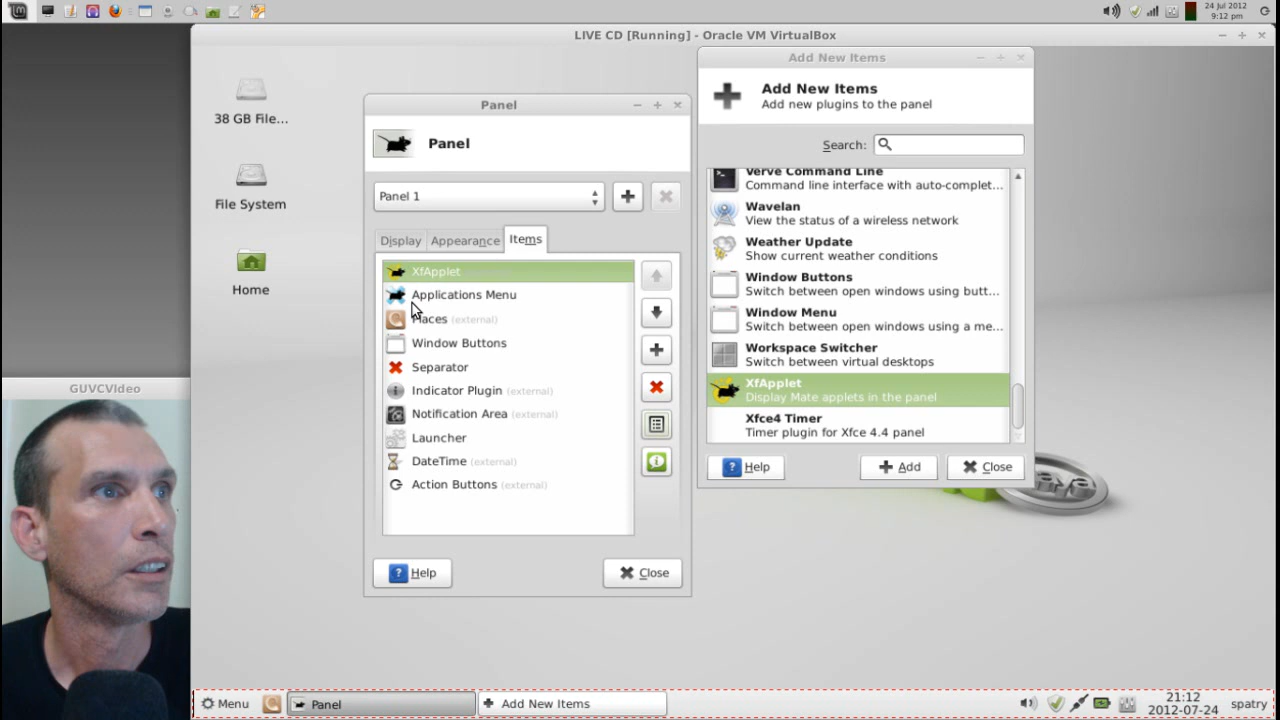 24 Jul 2012
9:12 pm
LIVE CD [Running] - Oracle VM VirtualBox
38 GB File...
File System
Home
Panel
Panel
Panel 1
Display
Appearance
Items
XfApplet
Applications Menu
Places (external)
Window Buttons
Separator
Indicator Plugin (external)
Notification Area (external)
Launcher
DateTime (external)
Action Buttons (external)
Help
Close
Add New Items
Add New Items
Add new plugins to the panel
Search:
Verve Command Line
Command line interface with auto-complet...
Wavelan
View the status of a wireless network
Weather Update
Show current weather conditions
Window Buttons
Switch between open windows using butt...
Window Menu
Switch between open windows using a me...
Workspace Switcher
Switch between virtual desktops
XfApplet
Display Mate applets in the panel
Xfce4 Timer
Timer plugin for Xfce 4.4 panel
Help
Add
Close
GUVCVIdeo
Menu
Panel
Add New Items
21:12
2012-07-24
spatry